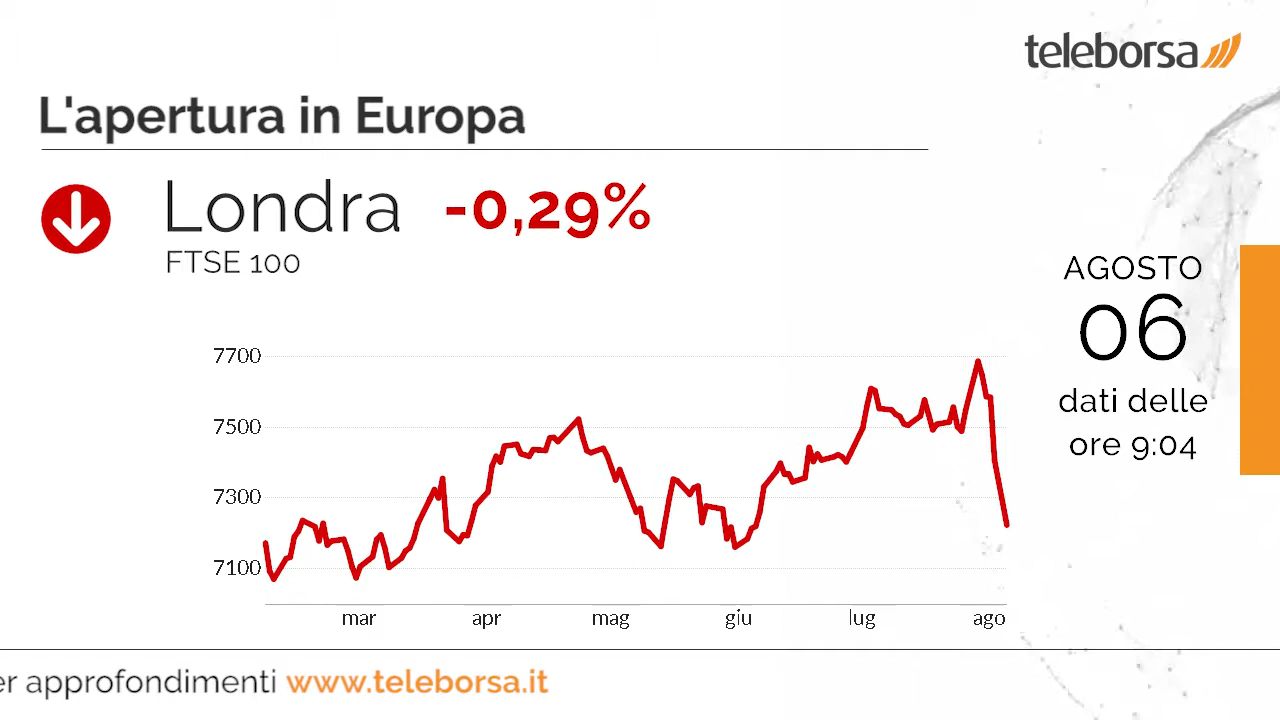 teleborsa
L'apertura in Europa
Londra -0,29%
FTSE 100
AGOSTO
06
dati delle
ore 9:04
7700
7500
7300
7100
mar apr mag giu lug ago
er approfondimenti www.teleborsa.it